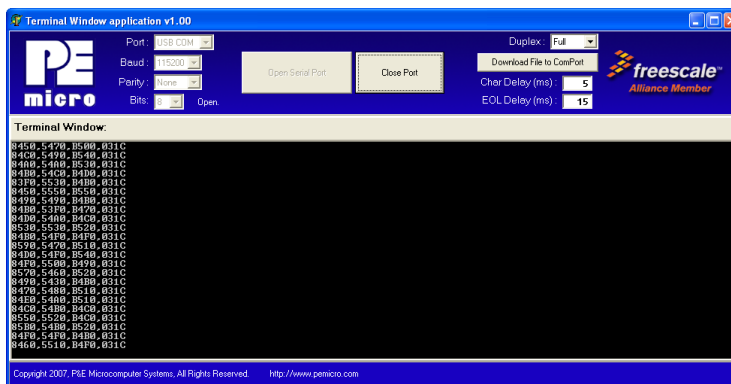 Terminal Window application v1.00
PE
micro
Port: USB COM
Baud: 115200
Parity: None
Bits: 8 Open.
Open Serial Port
Close Port
Duplex: Full
Download File to ComPort
Char Delay (ms): 5
EOL Delay (ms): 15
freescale™
Alliance Member
Terminal Window:
8450,5470,B500,031C
84C0,5490,B540,031C
84A0,54A0,B530,031C
84B0,54C0,B4D0,031C
83F0,5530,B4B0,031C
8450,5550,B550,031C
8490,5490,B4B0,031C
84B0,53F0,B470,031C
84D0,54A0,B4C0,031C
8530,5530,B520,031C
84B0,54F0,B4F0,031C
8590,5470,B510,031C
84D0,54F0,B540,031C
84F0,5500,B490,031C
8570,5460,B520,031C
8490,5430,B4B0,031C
8470,5480,B510,031C
84E0,54A0,B510,031C
84C0,54B0,B4C0,031C
8550,5520,B4C0,031C
85B0,54B0,B520,031C
84F0,54F0,B4B0,031C
8460,5510,B4F0,031C
Copyright 2007, P&E Microcomputer Systems, All Rights Reserved. http://www.pemicro.com